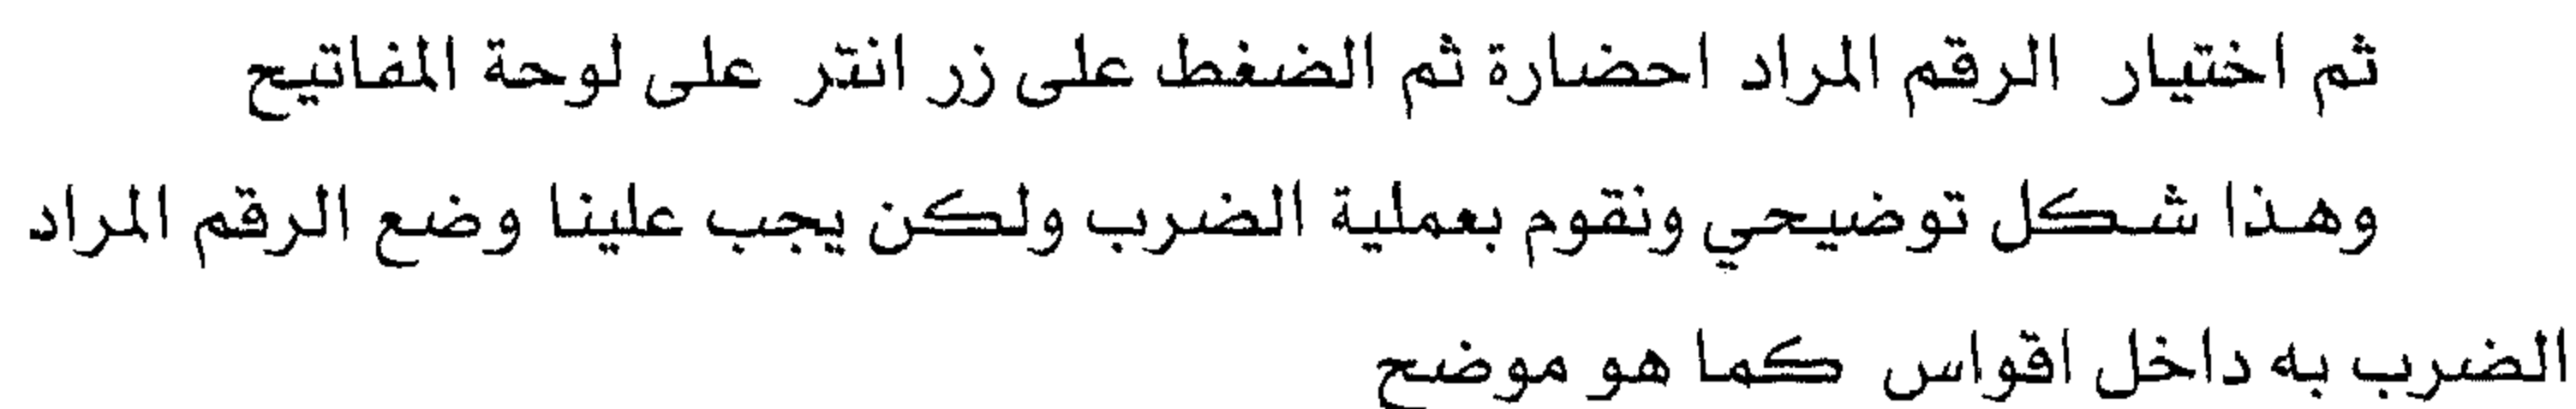 ثم اختيار الرقم المراد احضارة ثم الضغط على زر انتر على لوحة المفاتيح
وهذا شكل توضيحي ونقوم بعملية الضرب ولكن يجب علينا وضع الرقم المراد
الضرب به داخل اقواس كما هو موضح